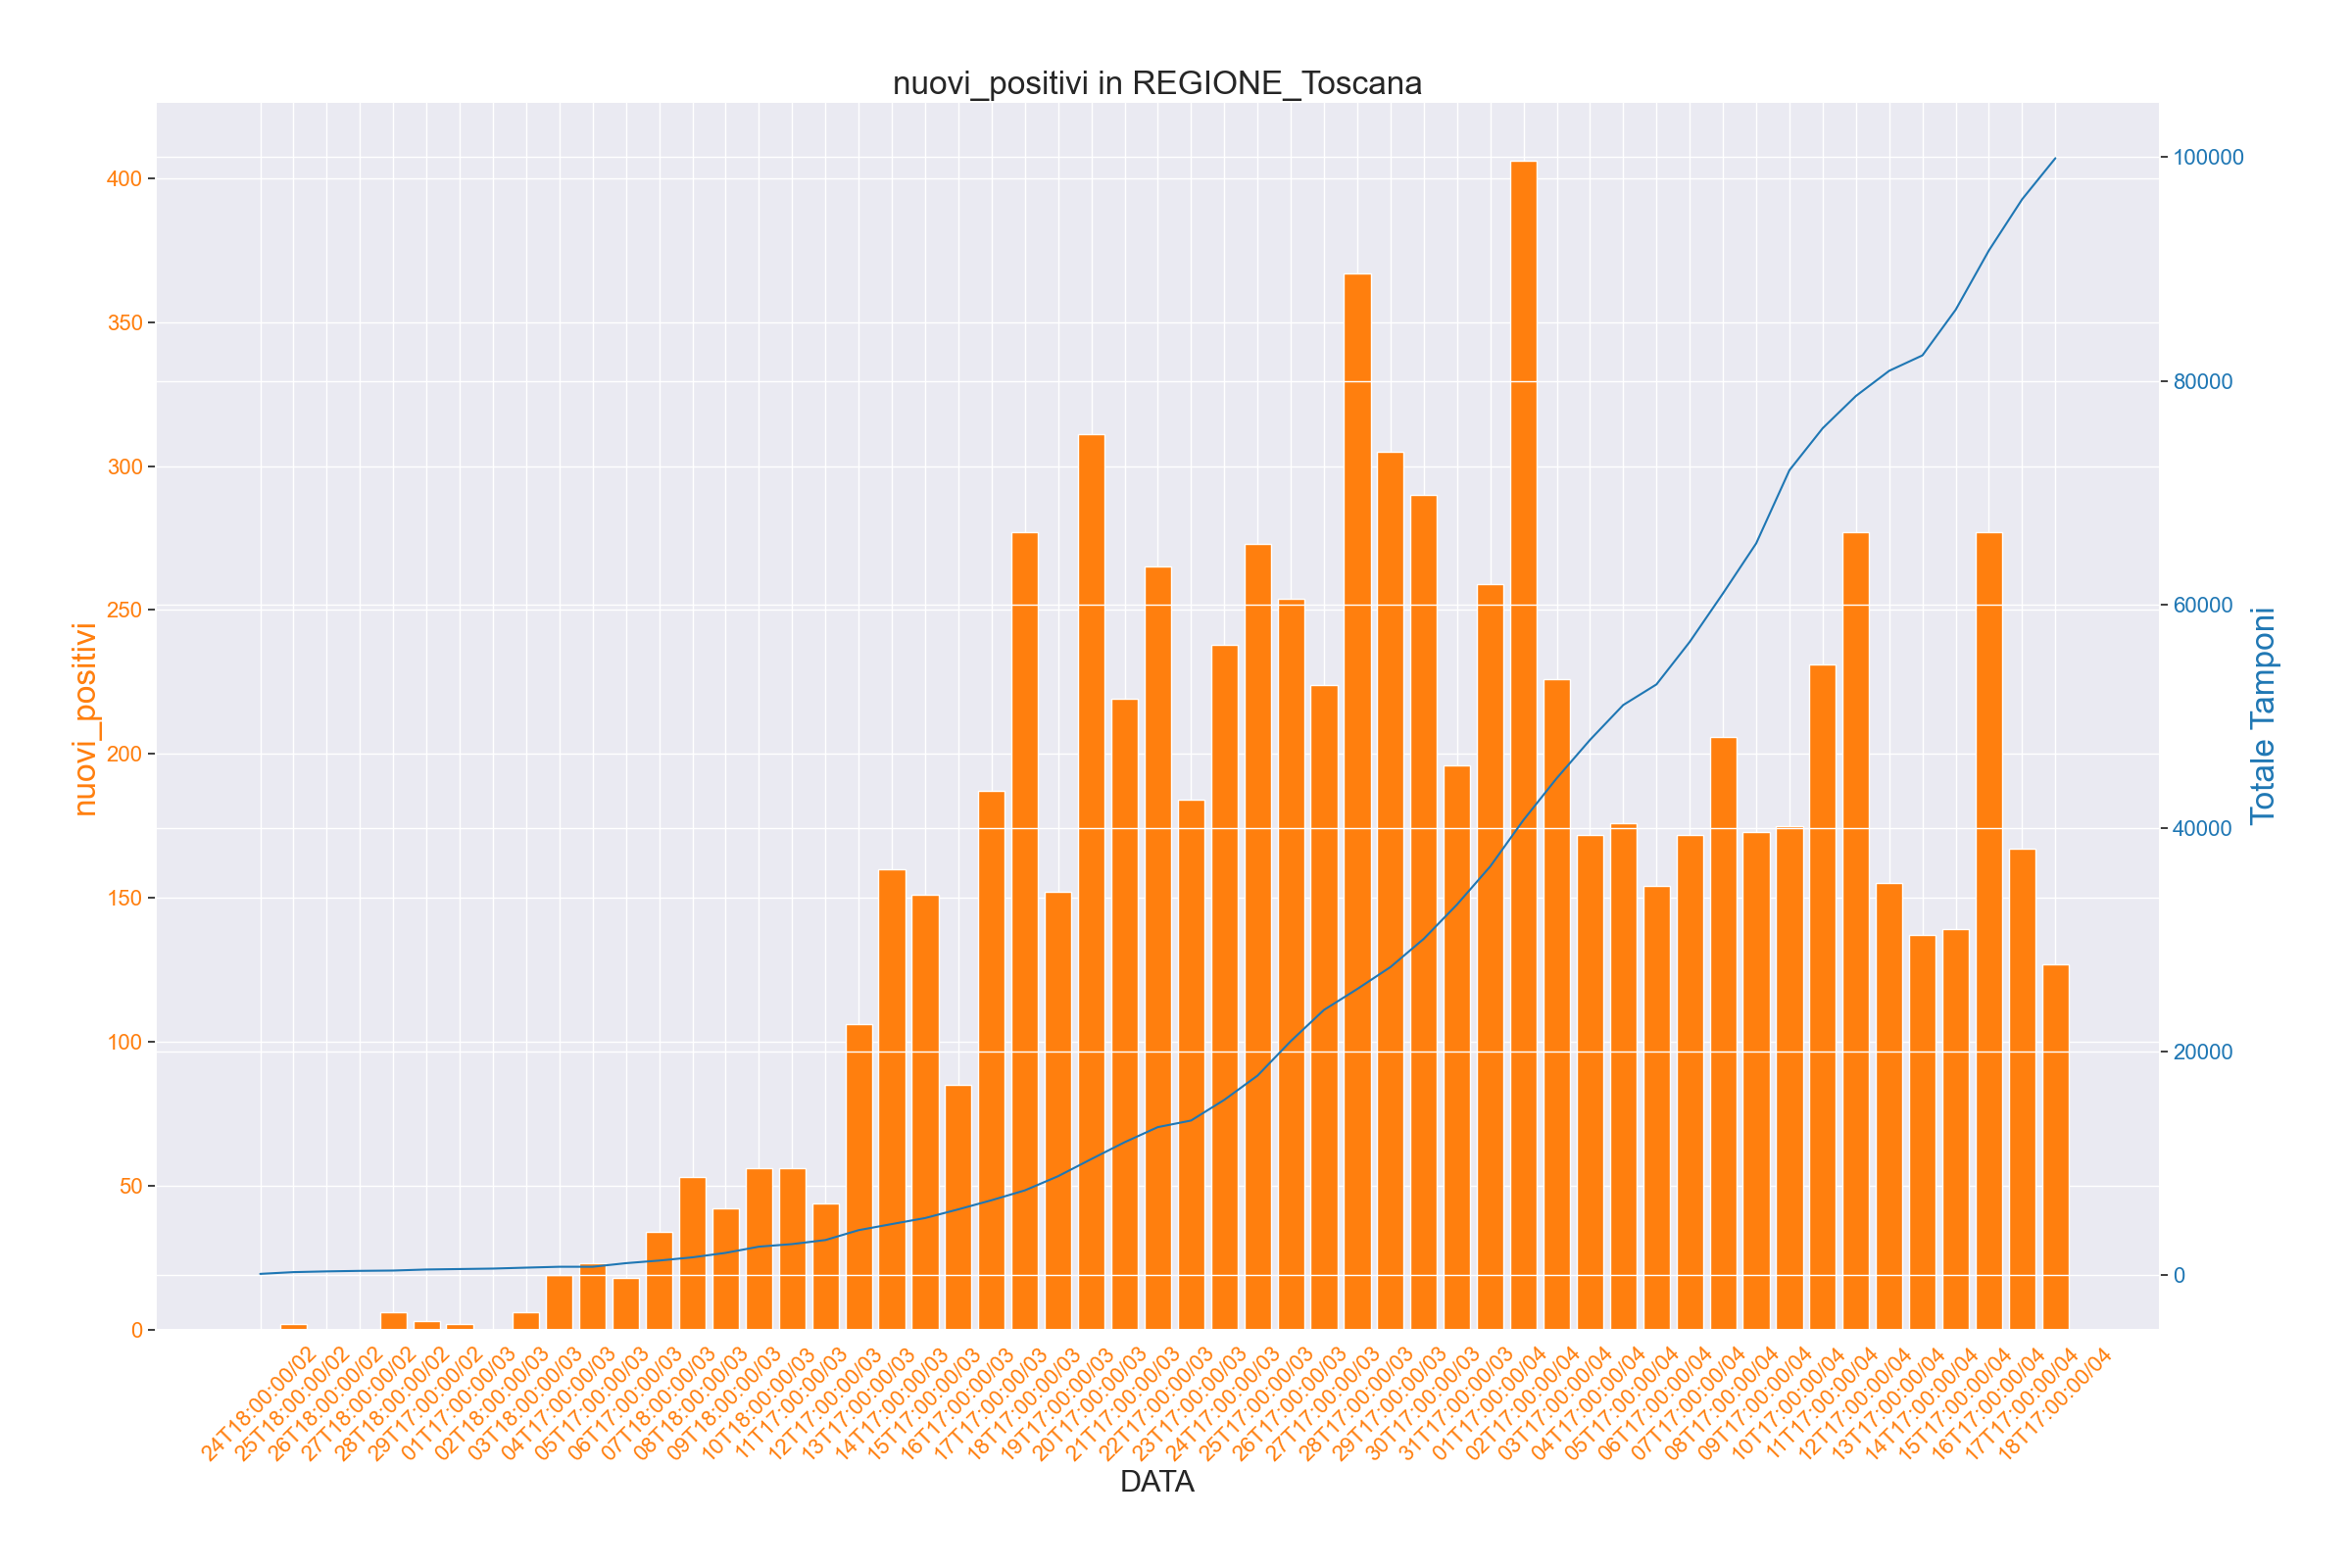 nuovi_positivi in REGIONE_Toscana
nuovi_positivi
400
350
300
250
200
150
100
50
0
100000
80000
60000
40000
20000
0
Totale Tamponi
24T18:00:00/02
25T18:00:00/02
26T18:00:00/02
27T18:00:00/02
28T18:00:00/02
29T17:00:00/02
01T17:00:00/03
02T18:00:00/03
03T18:00:00/03
04T17:00:00/03
05T17:00:00/03
06T17:00:00/03
07T18:00:00/03
08T18:00:00/03
09T18:00:00/03
10T18:00:00/03
11T17:00:00/03
12T17:00:00/03
13T17:00:00/03
14T17:00:00/03
15T17:00:00/03
16T17:00:00/03
17T17:00:00/03
18T17:00:00/03
19T17:00:00/03
20T17:00:00/03
21T17:00:00/03
22T17:00:00/03
23T17:00:00/03
24T17:00:00/03
25T17:00:00/03
26T17:00:00/03
27T17:00:00/03
28T17:00:00/03
29T17:00:00/03
30T17:00:00/03
31T17:00:00/03
01T17:00:00/04
02T17:00:00/04
03T17:00:00/04
04T17:00:00/04
05T17:00:00/04
06T17:00:00/04
07T17:00:00/04
08T17:00:00/04
09T17:00:00/04
10T17:00:00/04
11T17:00:00/04
12T17:00:00/04
13T17:00:00/04
14T17:00:00/04
15T17:00:00/04
16T17:00:00/04
17T17:00:00/04
18T17:00:00/04
DATA